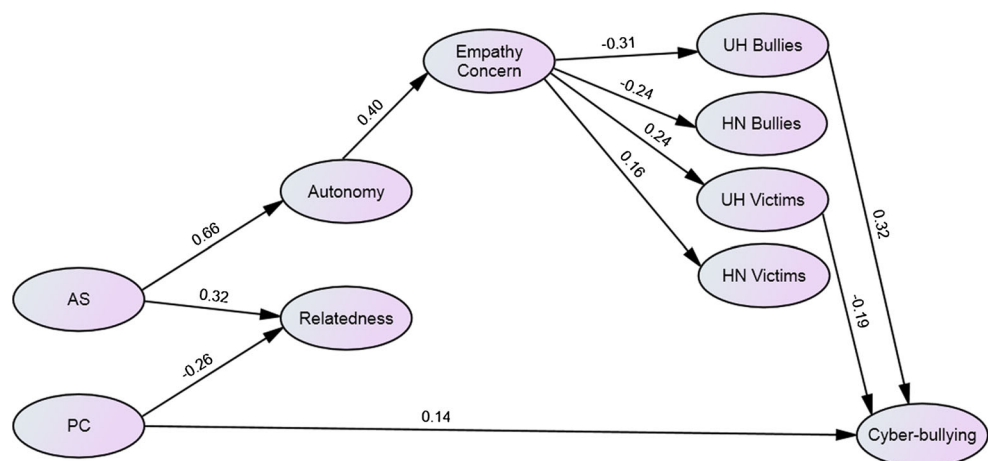 UH Bullies
Empathy
Concern
-0.31
-0.24
0.24
0.16
HN Bullies
0.40
Autonomy
UH Victims
0.66
0.32
HN Victims
AS
0.32
Relatedness
-0.19
-0.26
PC
0.14
Cyber-bullying